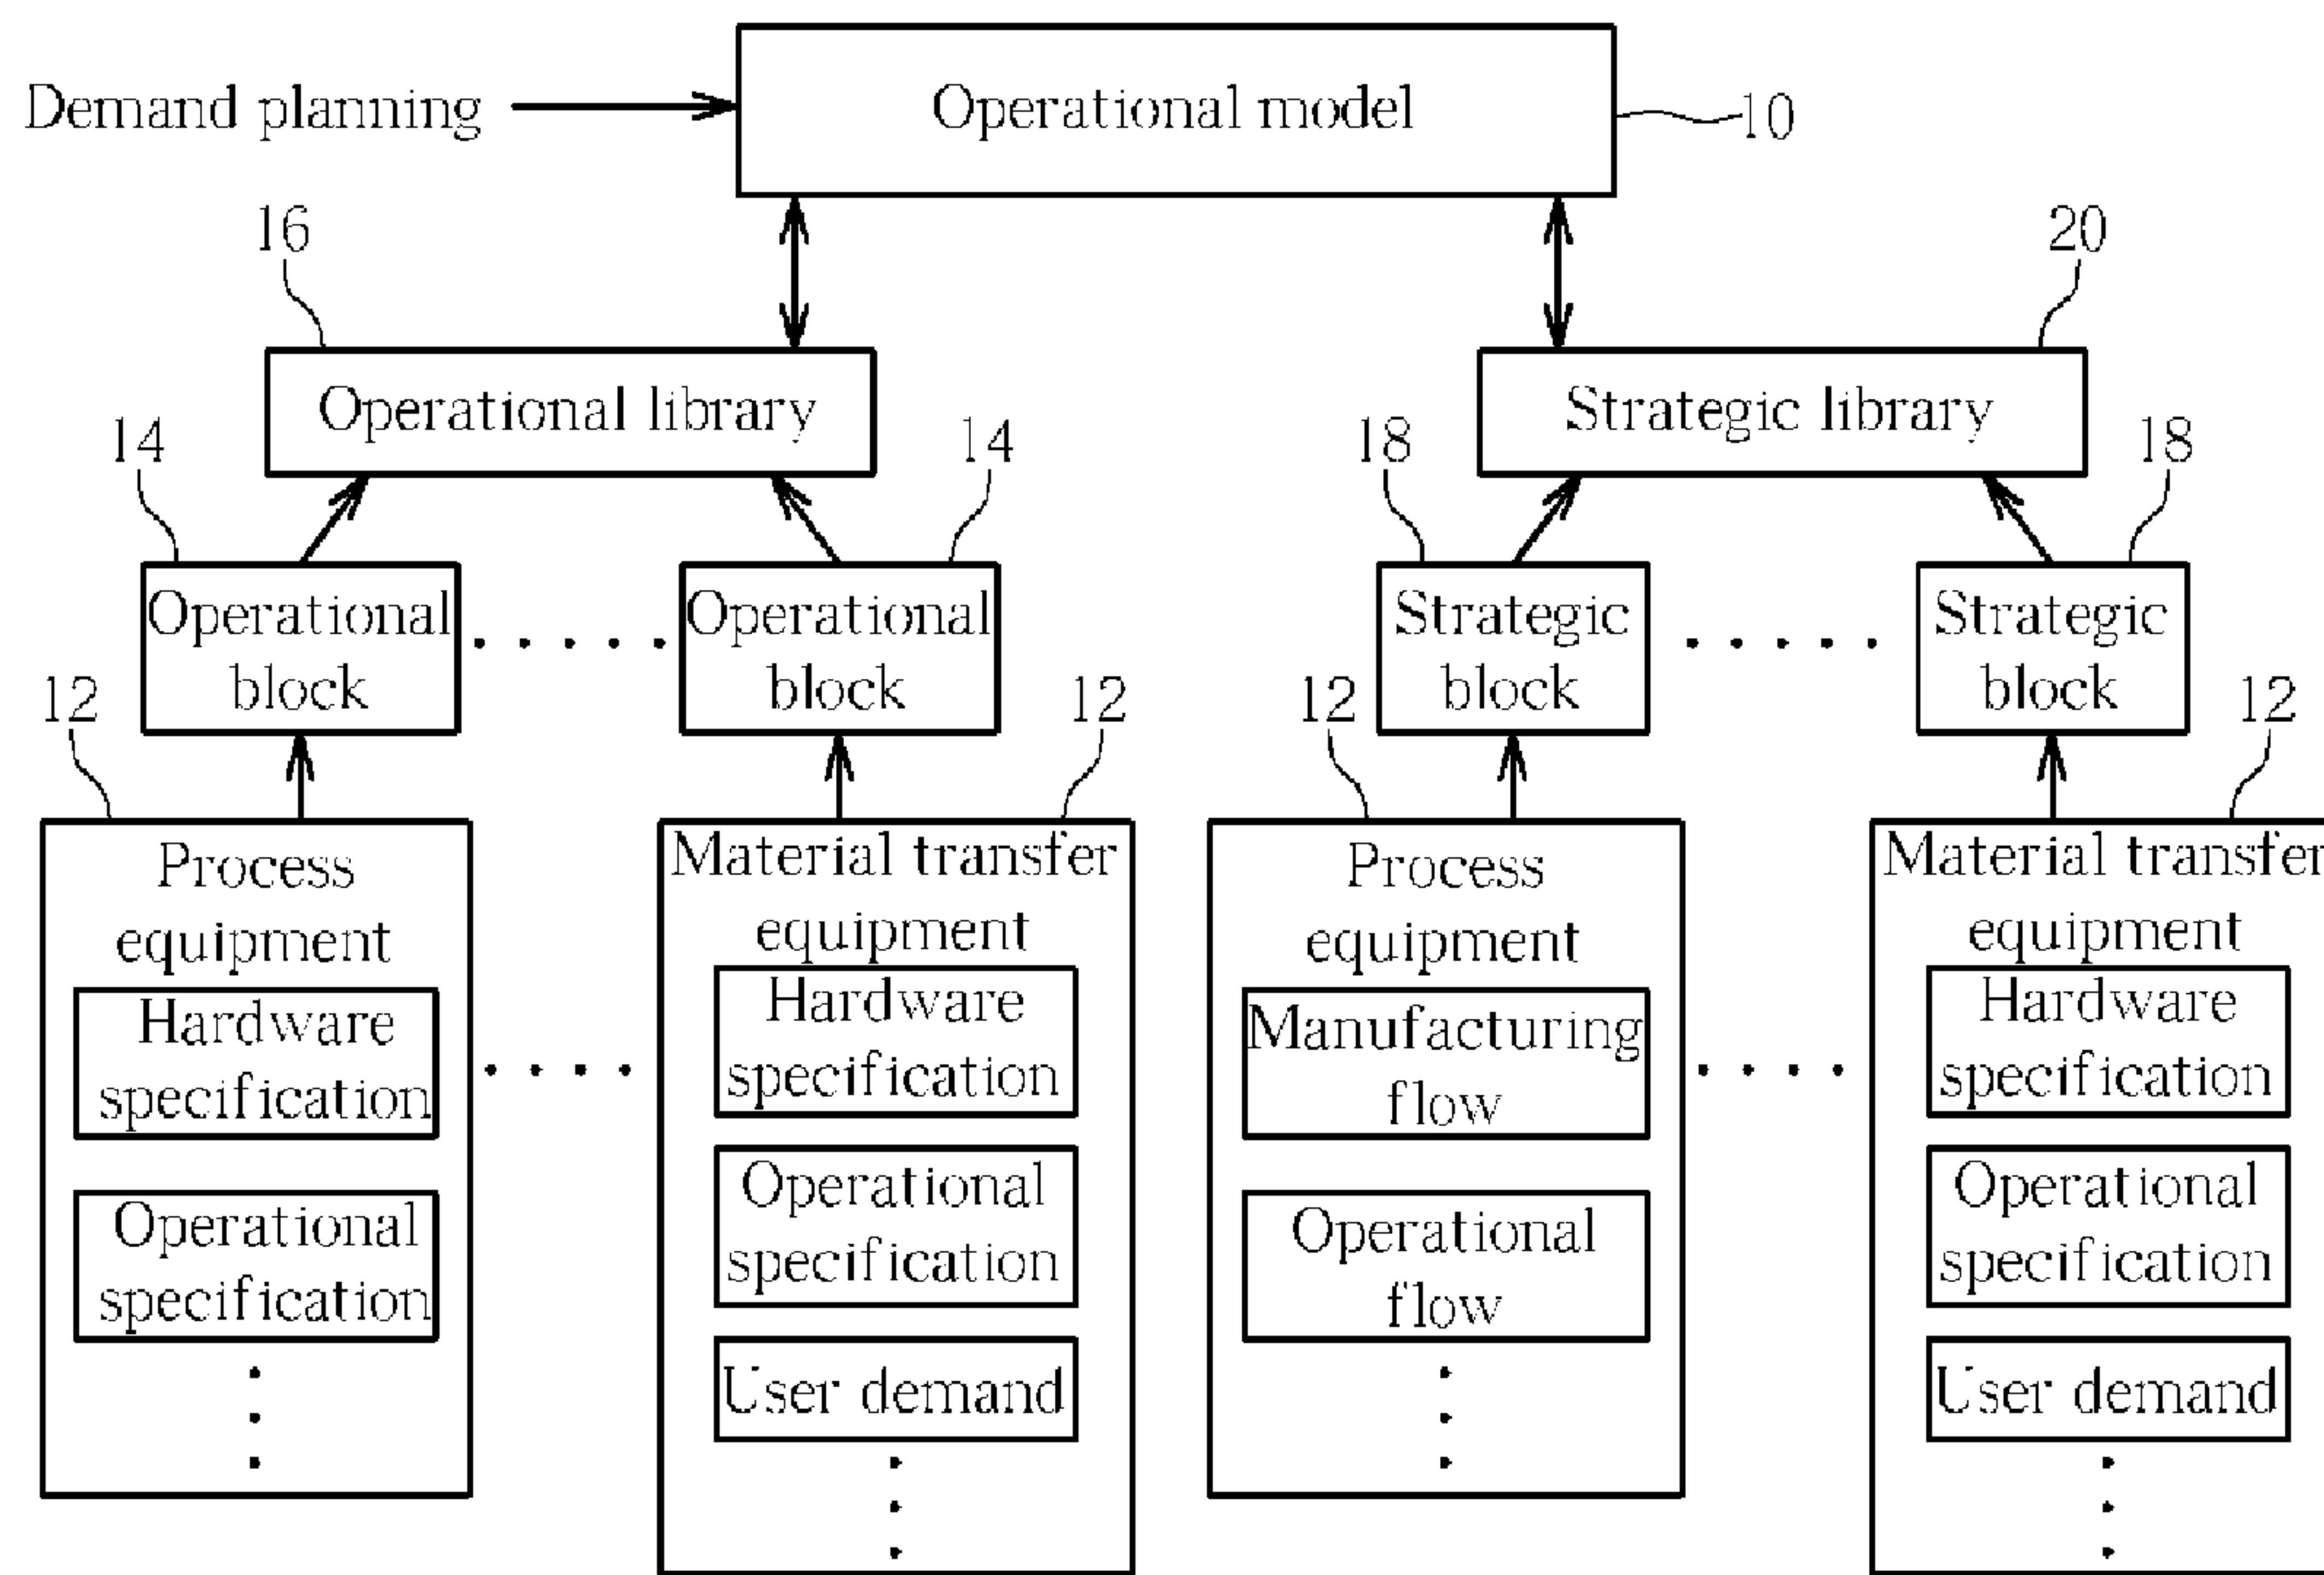 Demand planning
Operational model
10
16
20
Operational library
Strategic library
14
14
18
18
Operational
block
Operational
block
Strategic
block
Strategic
block
12
12
12
12
Process
equipment
Hardware
specification
Operational
specification
Material transfer
equipment
Hardware
specification
Operational
specification
User demand
Process
equipment
Manufacturing
flow
Operational
flow
Material transfer
equipment
Hardware
specification
Operational
specification
User demand